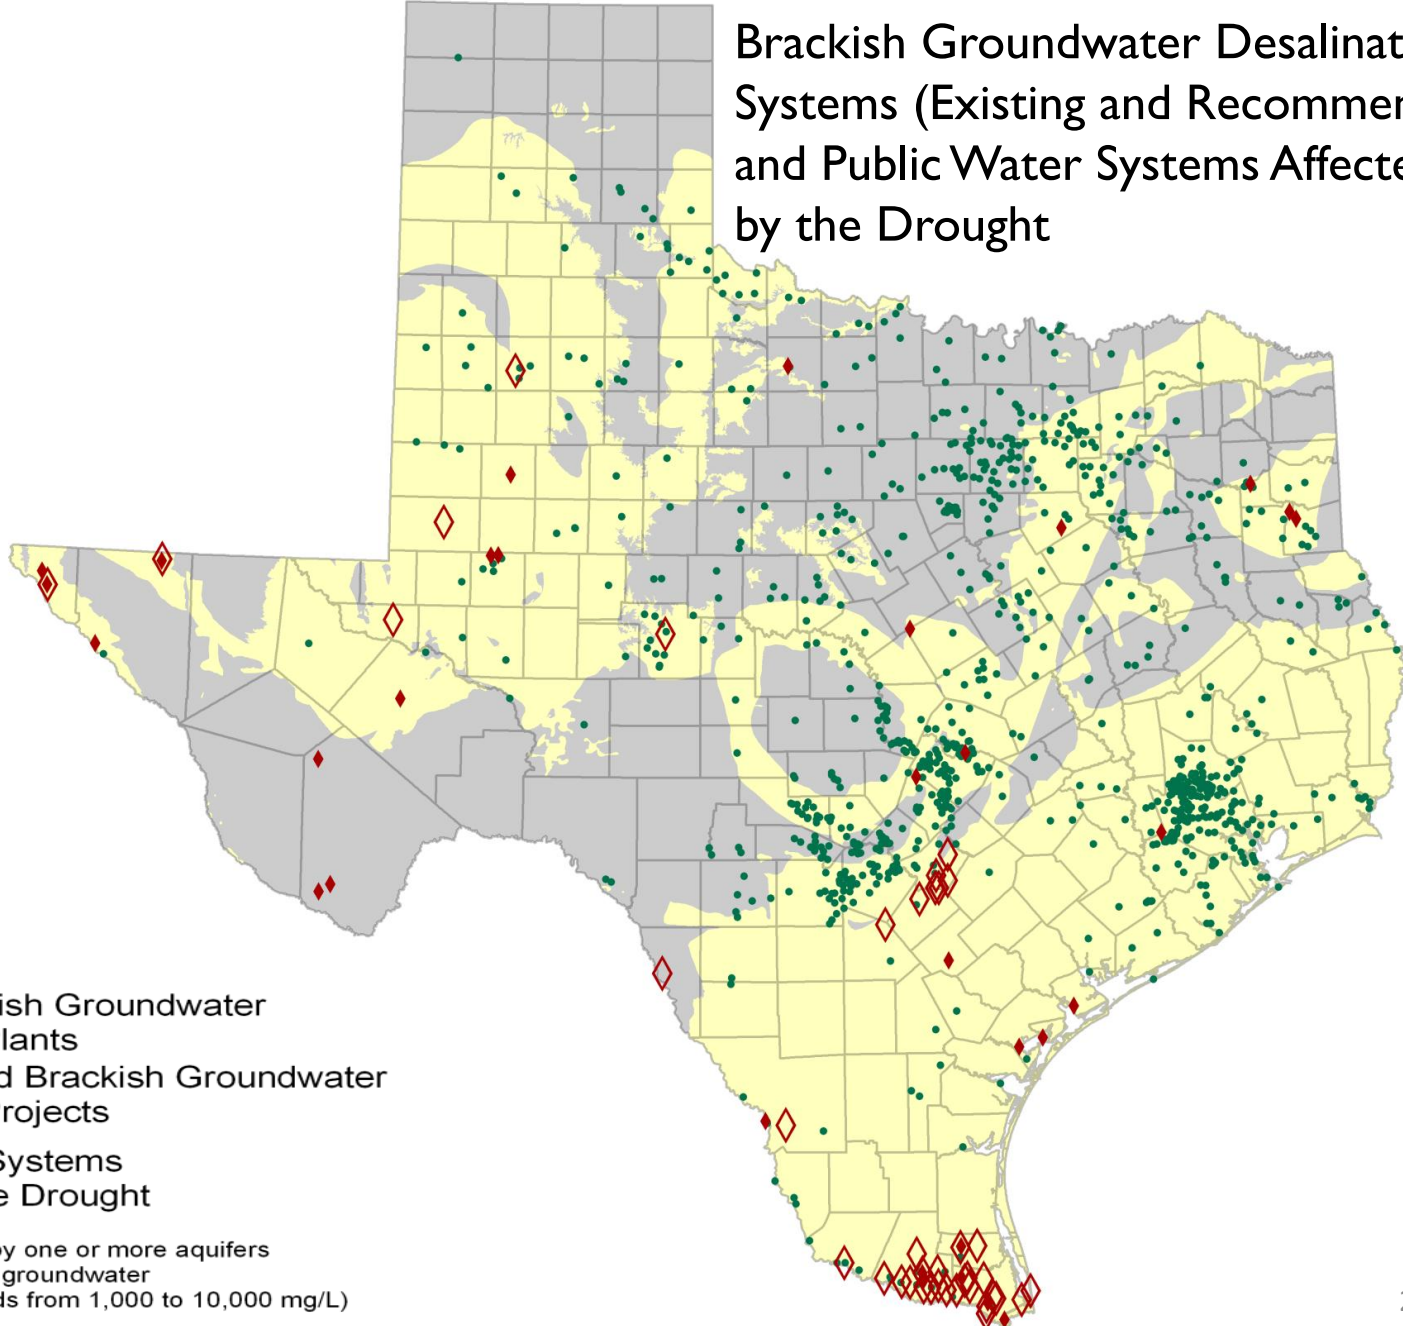 Brackish Groundwater Desalinat
Systems (Existing and Recommen
and Public Water Systems Affecte
by the Drought
ish Groundwater
lants
d Brackish Groundwater
rojects
Systems
e Drought
by one or more aquifers
groundwater
ds from 1,000 to 10,000 mg/L)